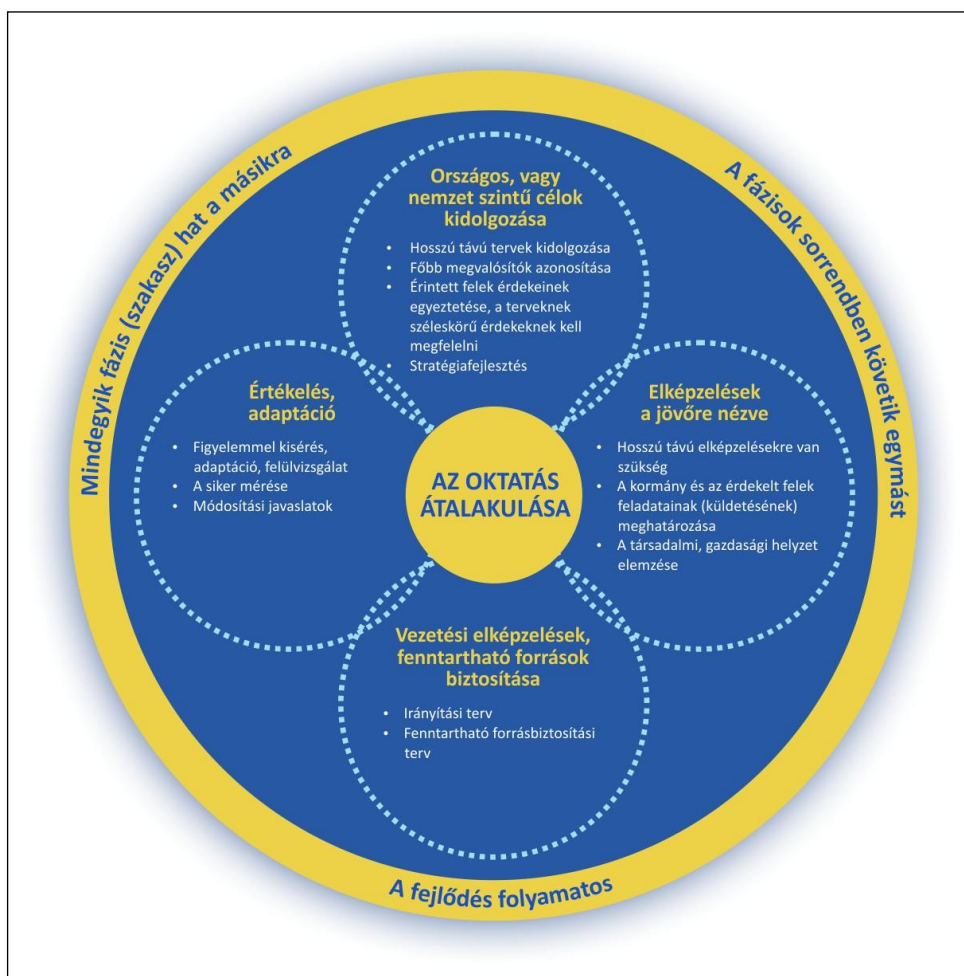 Mindegyik fázis (szakasz) hat a másikra
A fázisok sorrendben követik egymást
Országos, vagy
nemzet szintű célok
kidolgozása
• Hosszú távú tervek kidolgozása
• Főbb megvalósítók azonosítása
• Érintett felek érdekeinek
egyeztetése, a terveknek
széleskörű érdekeknek kell
megfelelni
• Stratégiafejlesztés
Értékelés,
adaptáció
• Figyelemmel kisérés,
adaptáció, felülvizsgálat
• A siker mérése
• Módosítási javaslatok
AZ OKTATÁS
ÁTALAKULÁSA
Elképzelések
a jövőre nézve
• Hosszú távú elképzelésekre van
szükség
• A kormány és az érdekelt felek
feladatainak (küldetésének)
meghatározása
• A társadalmi, gazdasági helyzet
elemzése
Vezetési elképzelések,
fenntartható források
biztosítása
• Irányítási terv
• Fenntartható forrásbiztosítási
terv
A fejlődés folyamatos